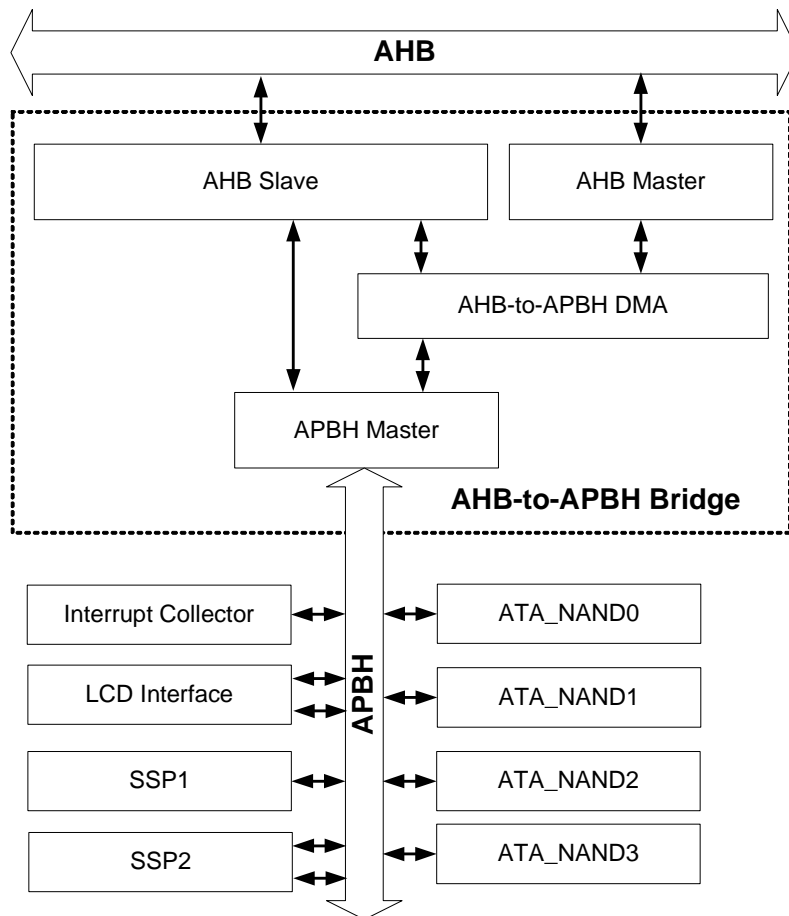 AHB
AHB Slave
AHB Master
AHB-to-APBH DMA
APBH Master
AHB-to-APBH Bridge
Interrupt Collector
ATA_NAND0
LCD Interface
APBH
ATA_NAND1
SSP1
ATA_NAND2
SSP2
ATA_NAND3